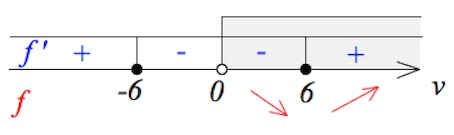 f' + - - +
-6 0 6 v
f